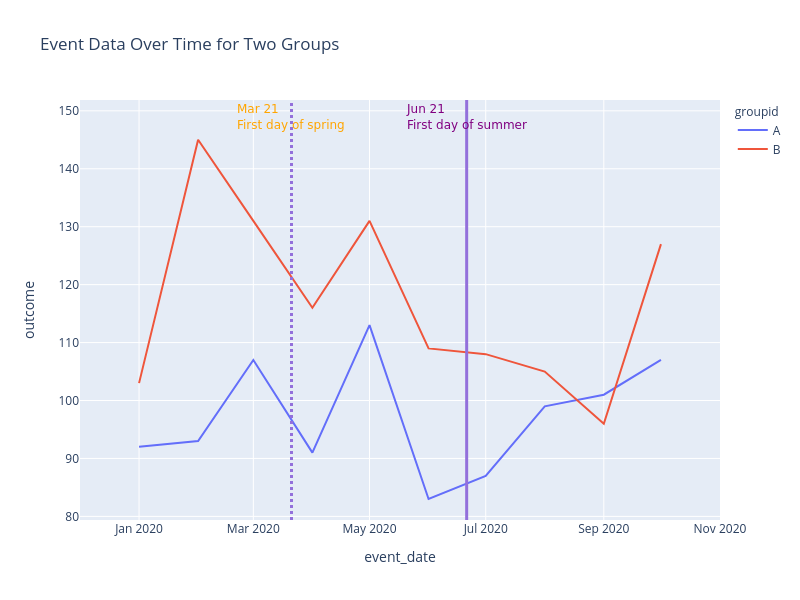 Event Data Over Time for Two Groups
Mar 21
First day of spring
Jun 21
First day of summer
groupid
A
B
150
140
130
120
110
100
90
80
outcome
Jan 2020
Mar 2020
May 2020
Jul 2020
Sep 2020
Nov 2020
event_date